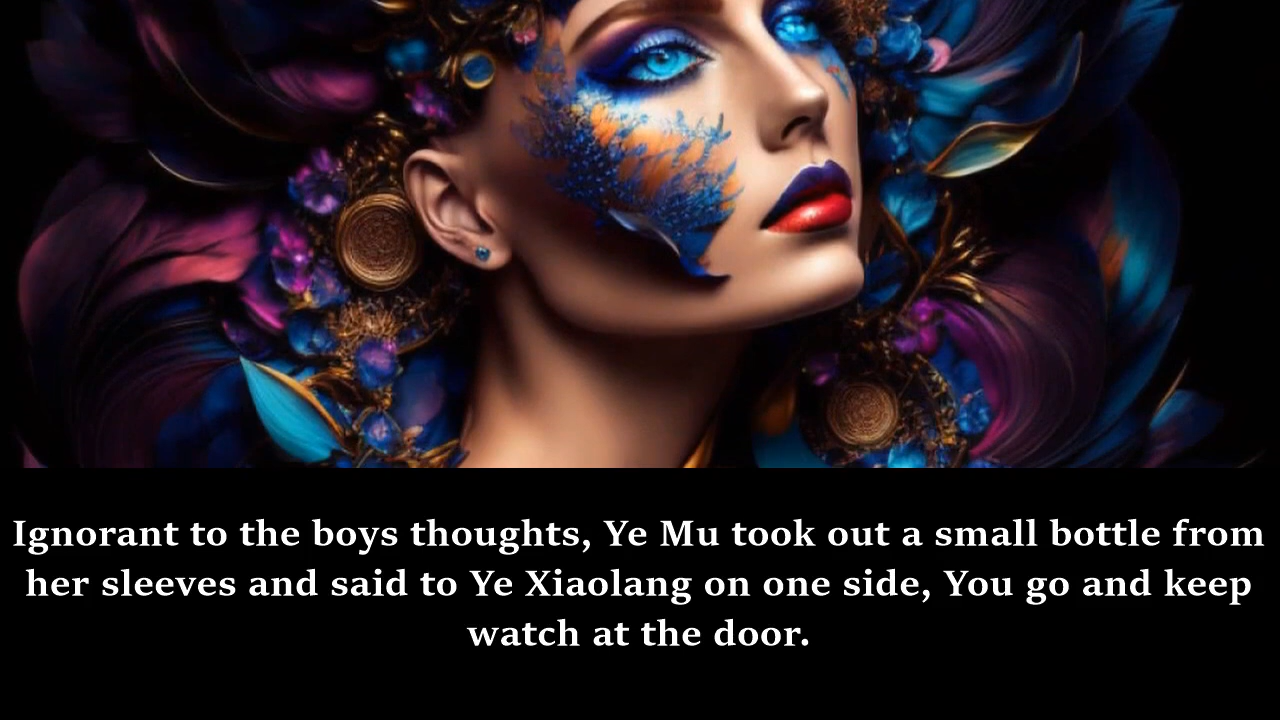 Ignorant to the boys thoughts, Ye Mu took out a small bottle from
her sleeves and said to Ye Xiaolang on one side, You go and keep
watch at the door.